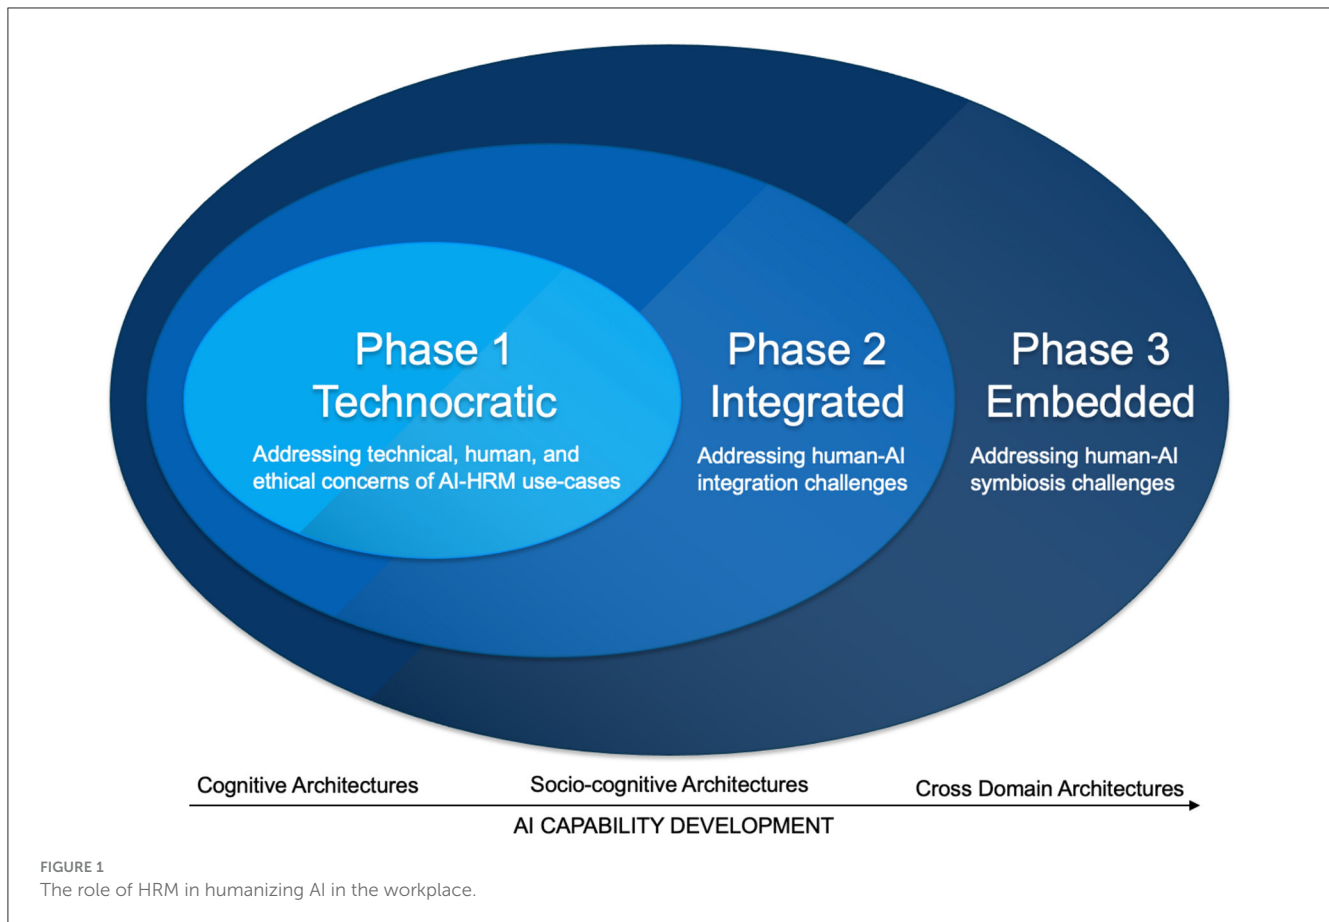 Phase 1
Technocratic
Addressing technical, human, and
ethical concerns of AI-HRM use-cases
Phase 2
Integrated
Addressing human-AI
integration challenges
Phase 3
Embedded
Addressing human-AI
symbiosis challenges
Cognitive Architectures
Socio-cognitive Architectures
Cross Domain Architectures
AI CAPABILITY DEVELOPMENT
FIGURE 1
The role of HRM in humanizing AI in the workplace.